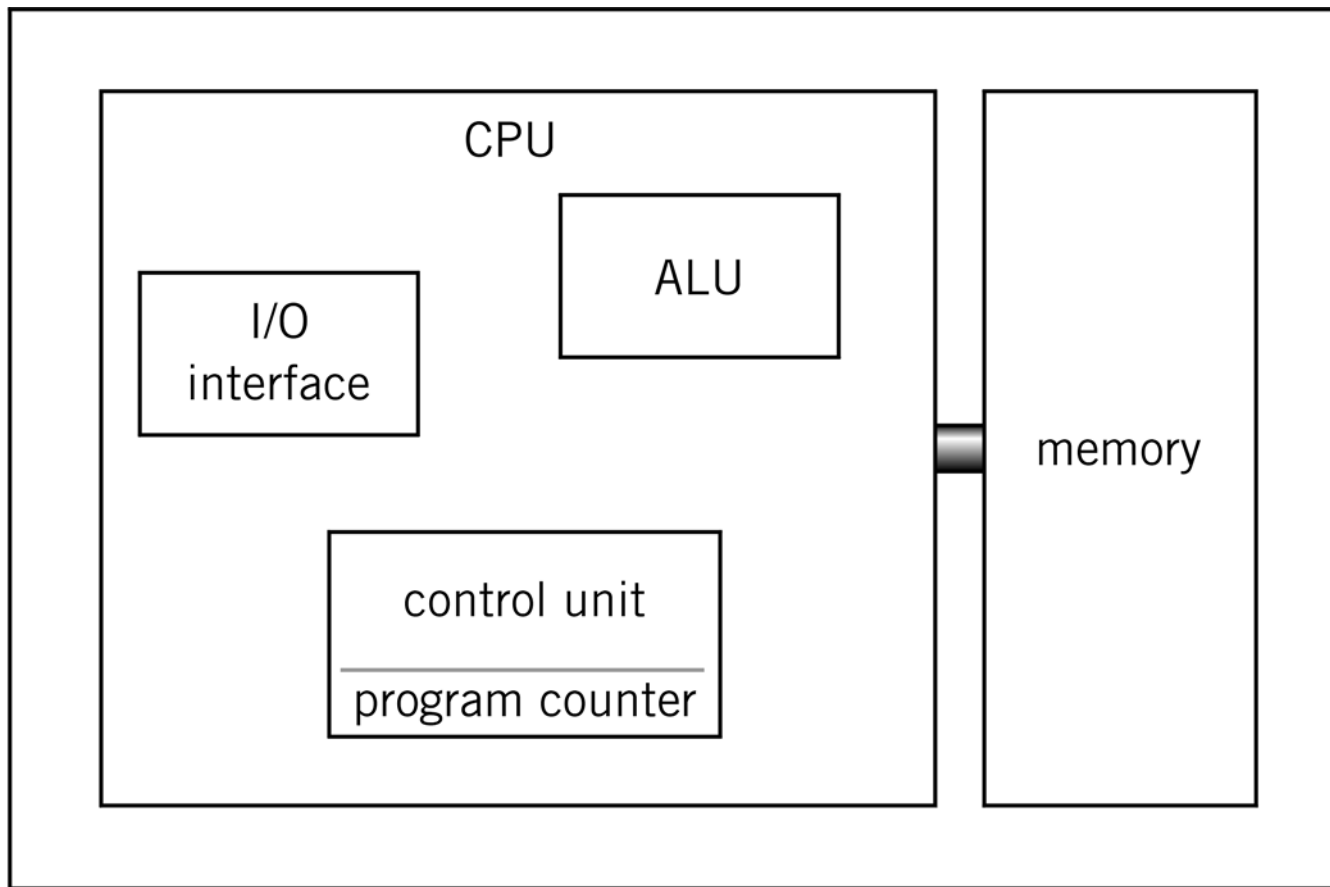 CPU
ALU
I/O
interface
memory
control unit
program counter